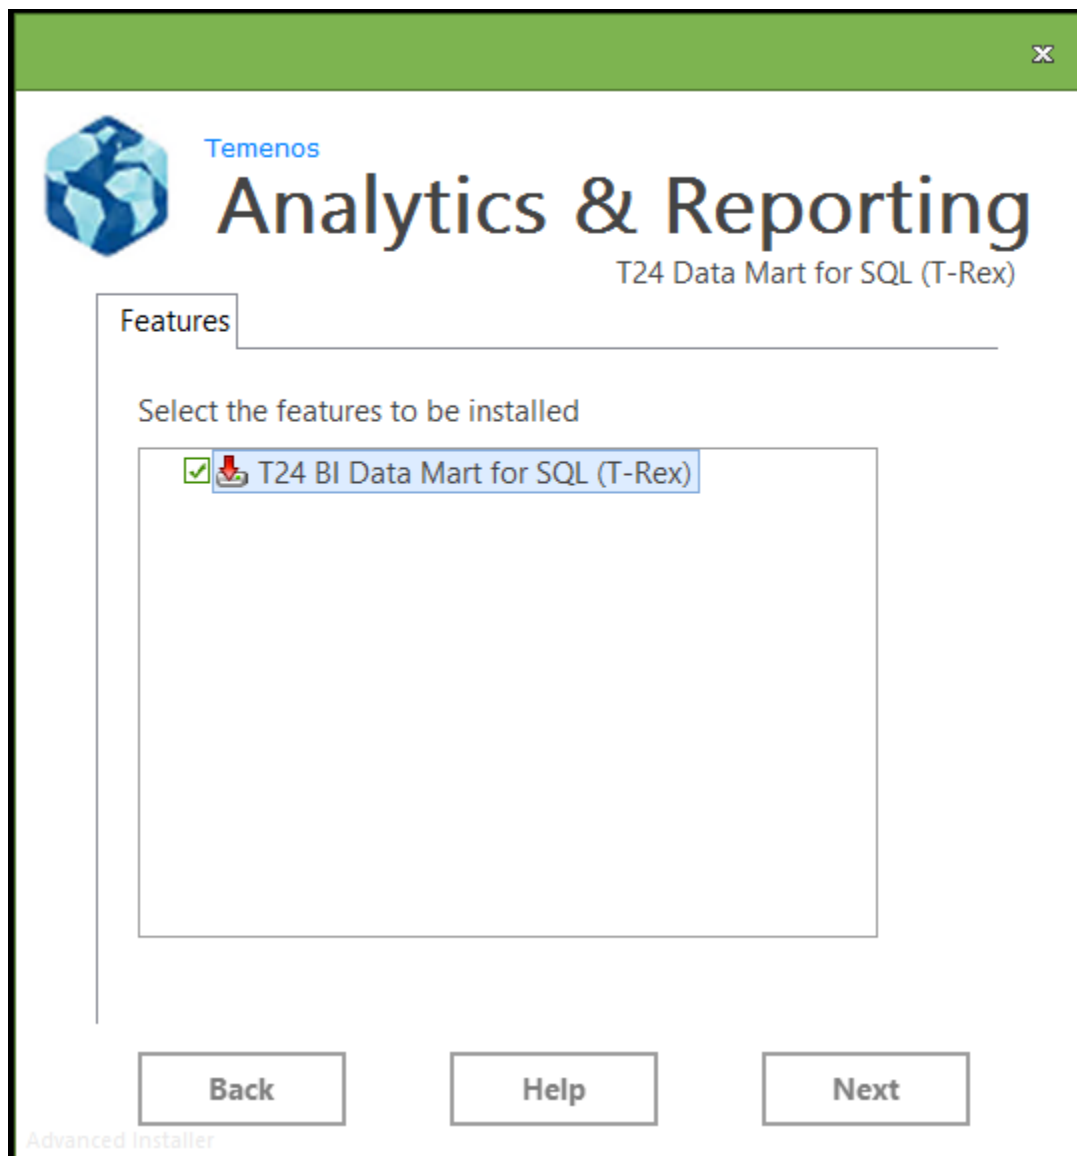 Temenos
Analytics & Reporting
T24 Data Mart for SQL (T-Rex)
Features
Select the features to be installed
T24 BI Data Mart for SQL (T-Rex)
Back
Help
Next
Advanced Installer